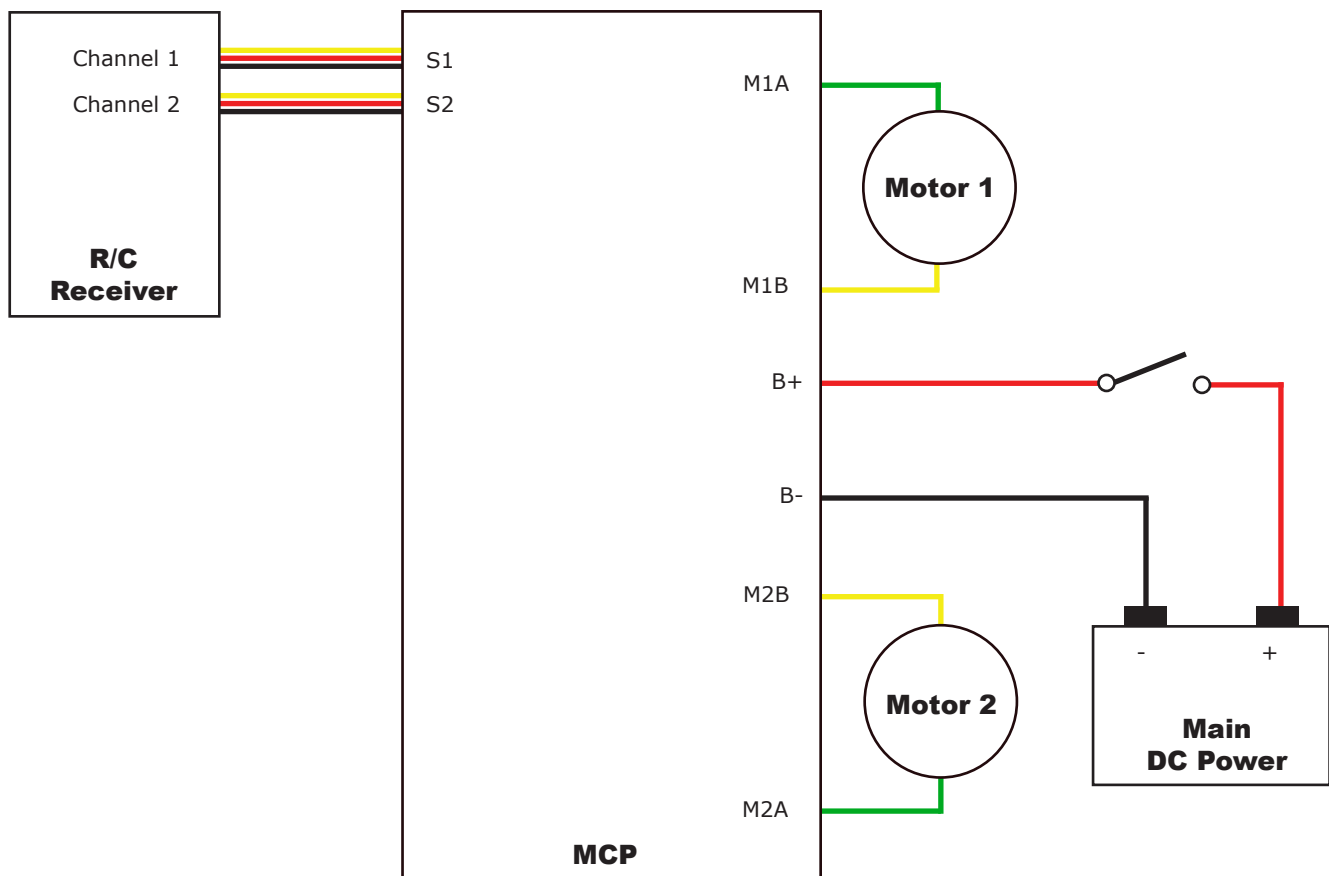 Channel 1
Channel 2
R/C
Receiver
S1
S2
MCP
M1A
M1B
B+
B-
M2B
M2A
Motor 1
Motor 2
- +
Main
DC Power